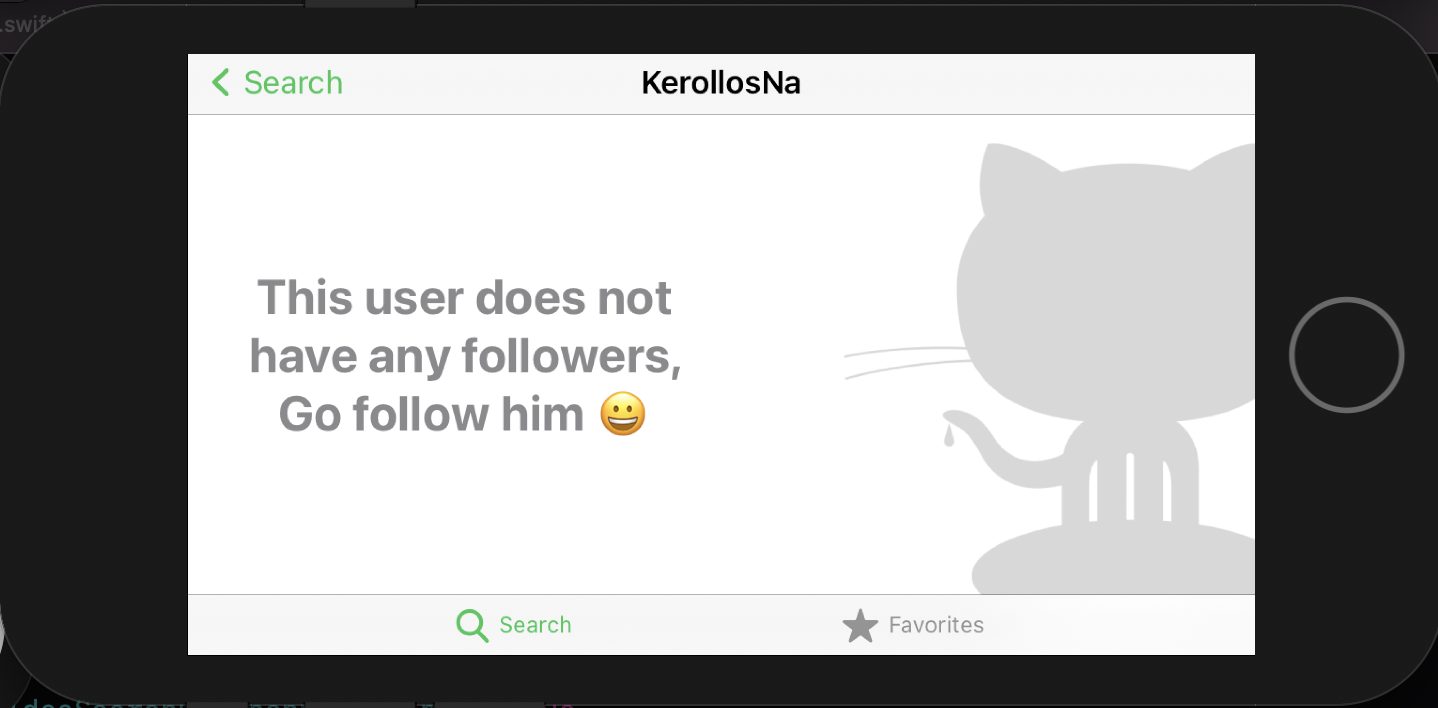 .swift
Search
KerollosNa
This user does not
have any followers,
Go follow him 😀
Search
Favorites